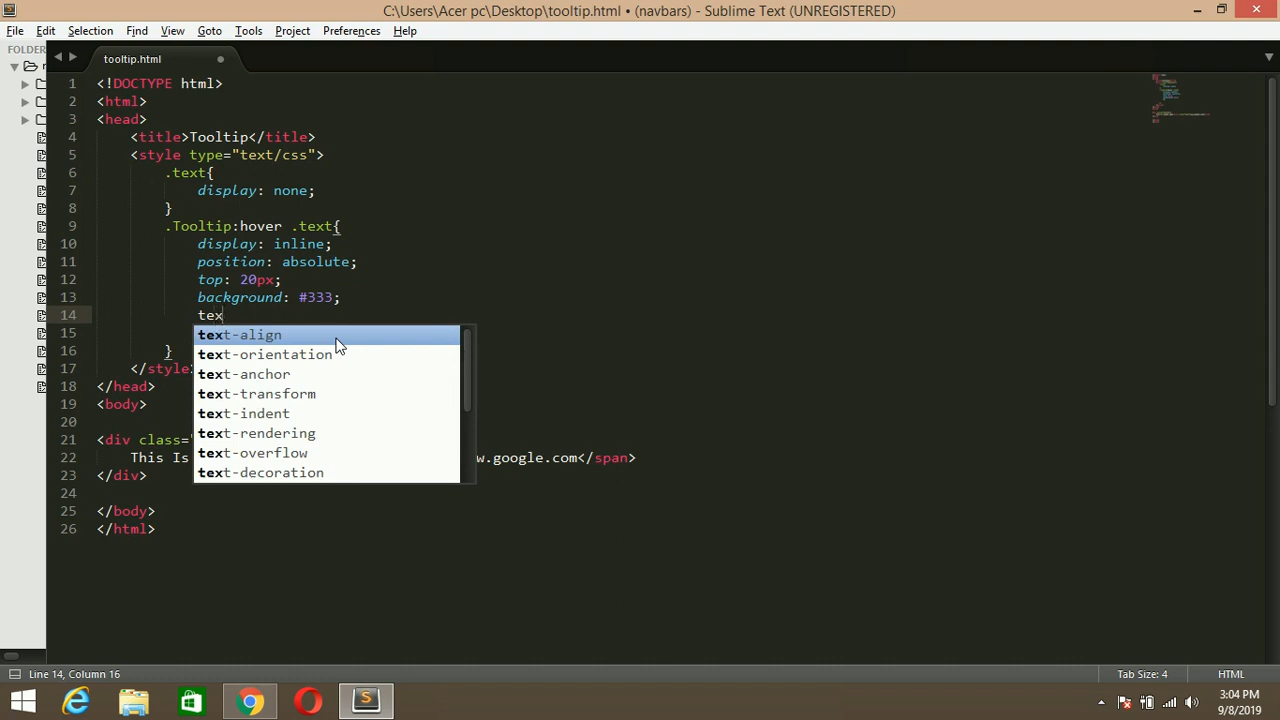 C:\Users\Acer pc\Desktop\tooltip.html • (navbars) - Sublime Text (UNREGISTERED)
File Edit Selection Find View Goto Tools Project Preferences Help
FOLDER
tooltip.html
1 <!DOCTYPE html>
2 <html>
3 <head>
4 <title>Tooltip</title>
5 <style type="text/css">
6 .text{
7 display: none;
8 }
9 .Tooltip:hover .text{
10 display: inline;
11 position: absolute;
12 top: 20px;
13 background: #333;
14 tex
15 text-align
text-orientation
16 }
17 </style
text-anchor
18 </head>
text-transform
19 <body>
20
text-indent
21 <div class="
text-rendering
22 This Is
text-overflow
w.google.com</span>
23 </div>
text-decoration
24
25 </body>
26 </html>
Line 14, Column 16
Tab Size: 4
HTML
3:04 PM
9/8/2019